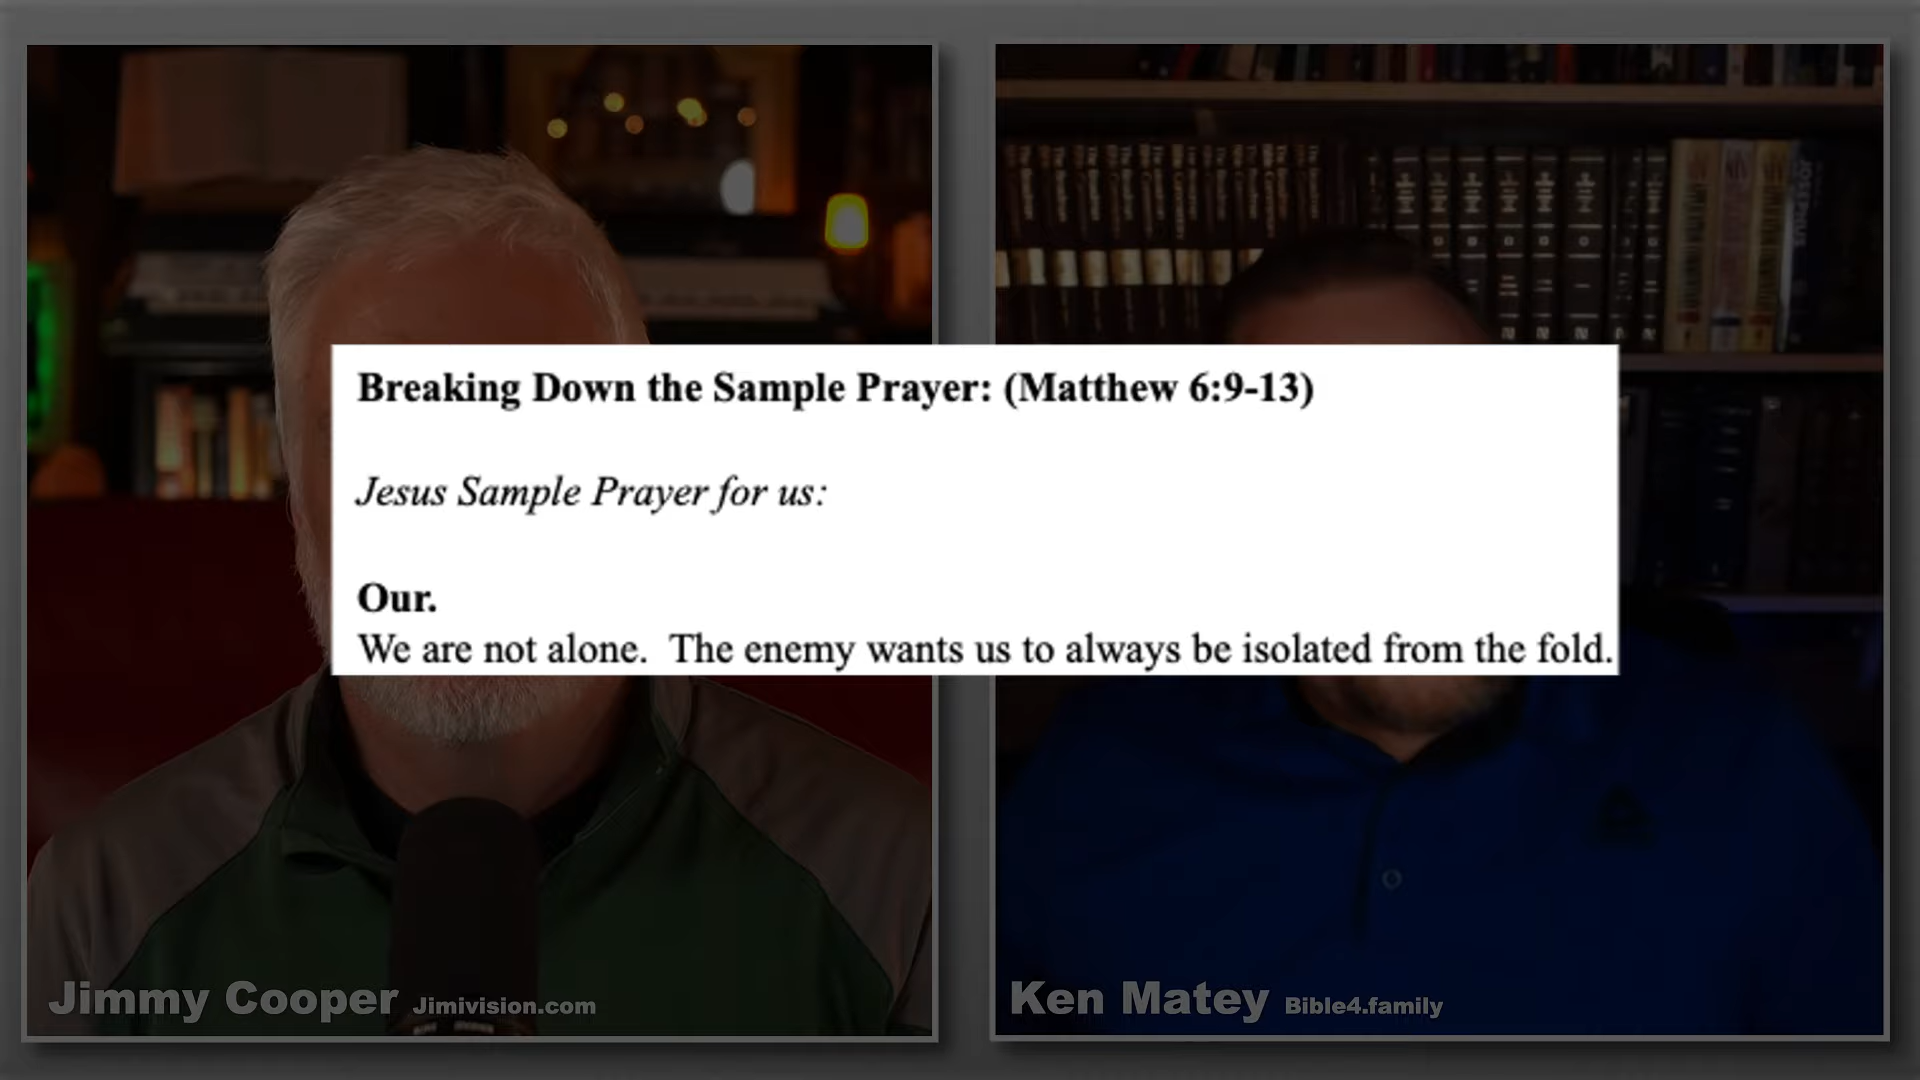 Breaking Down the Sample Prayer: (Matthew 6:9-13)
Jesus Sample Prayer for us:
Our.
We are not alone.  The enemy wants us to always be isolated from the fold.
Jimmy Cooper Jimivision.com
Ken Matey Bible4.family
JOSEPHUS